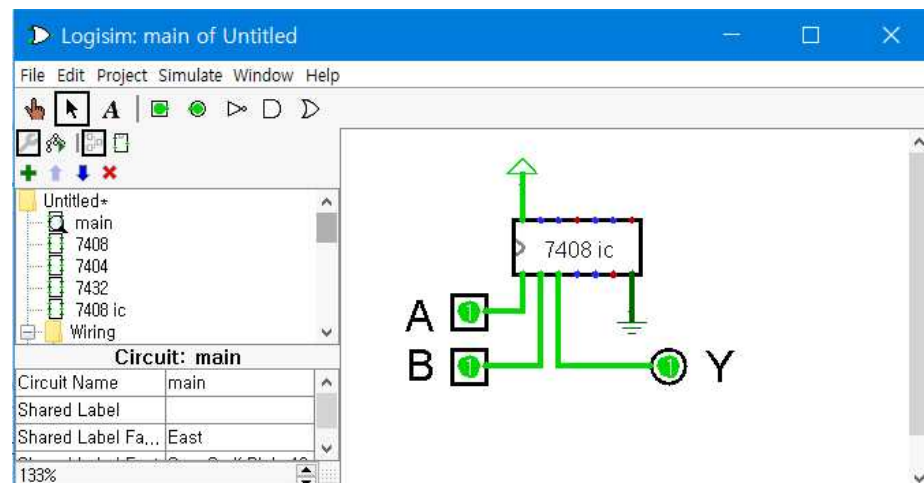 Logisim: main of Untitled
File Edit Project Simulate Window Help
A
Untitled*
main
7408
7404
7432
7408 ic
Wiring
Circuit: main
Circuit Name main
Shared Label
Shared Label Fa... East
133%
7408 ic
A 1
B 1
1 Y